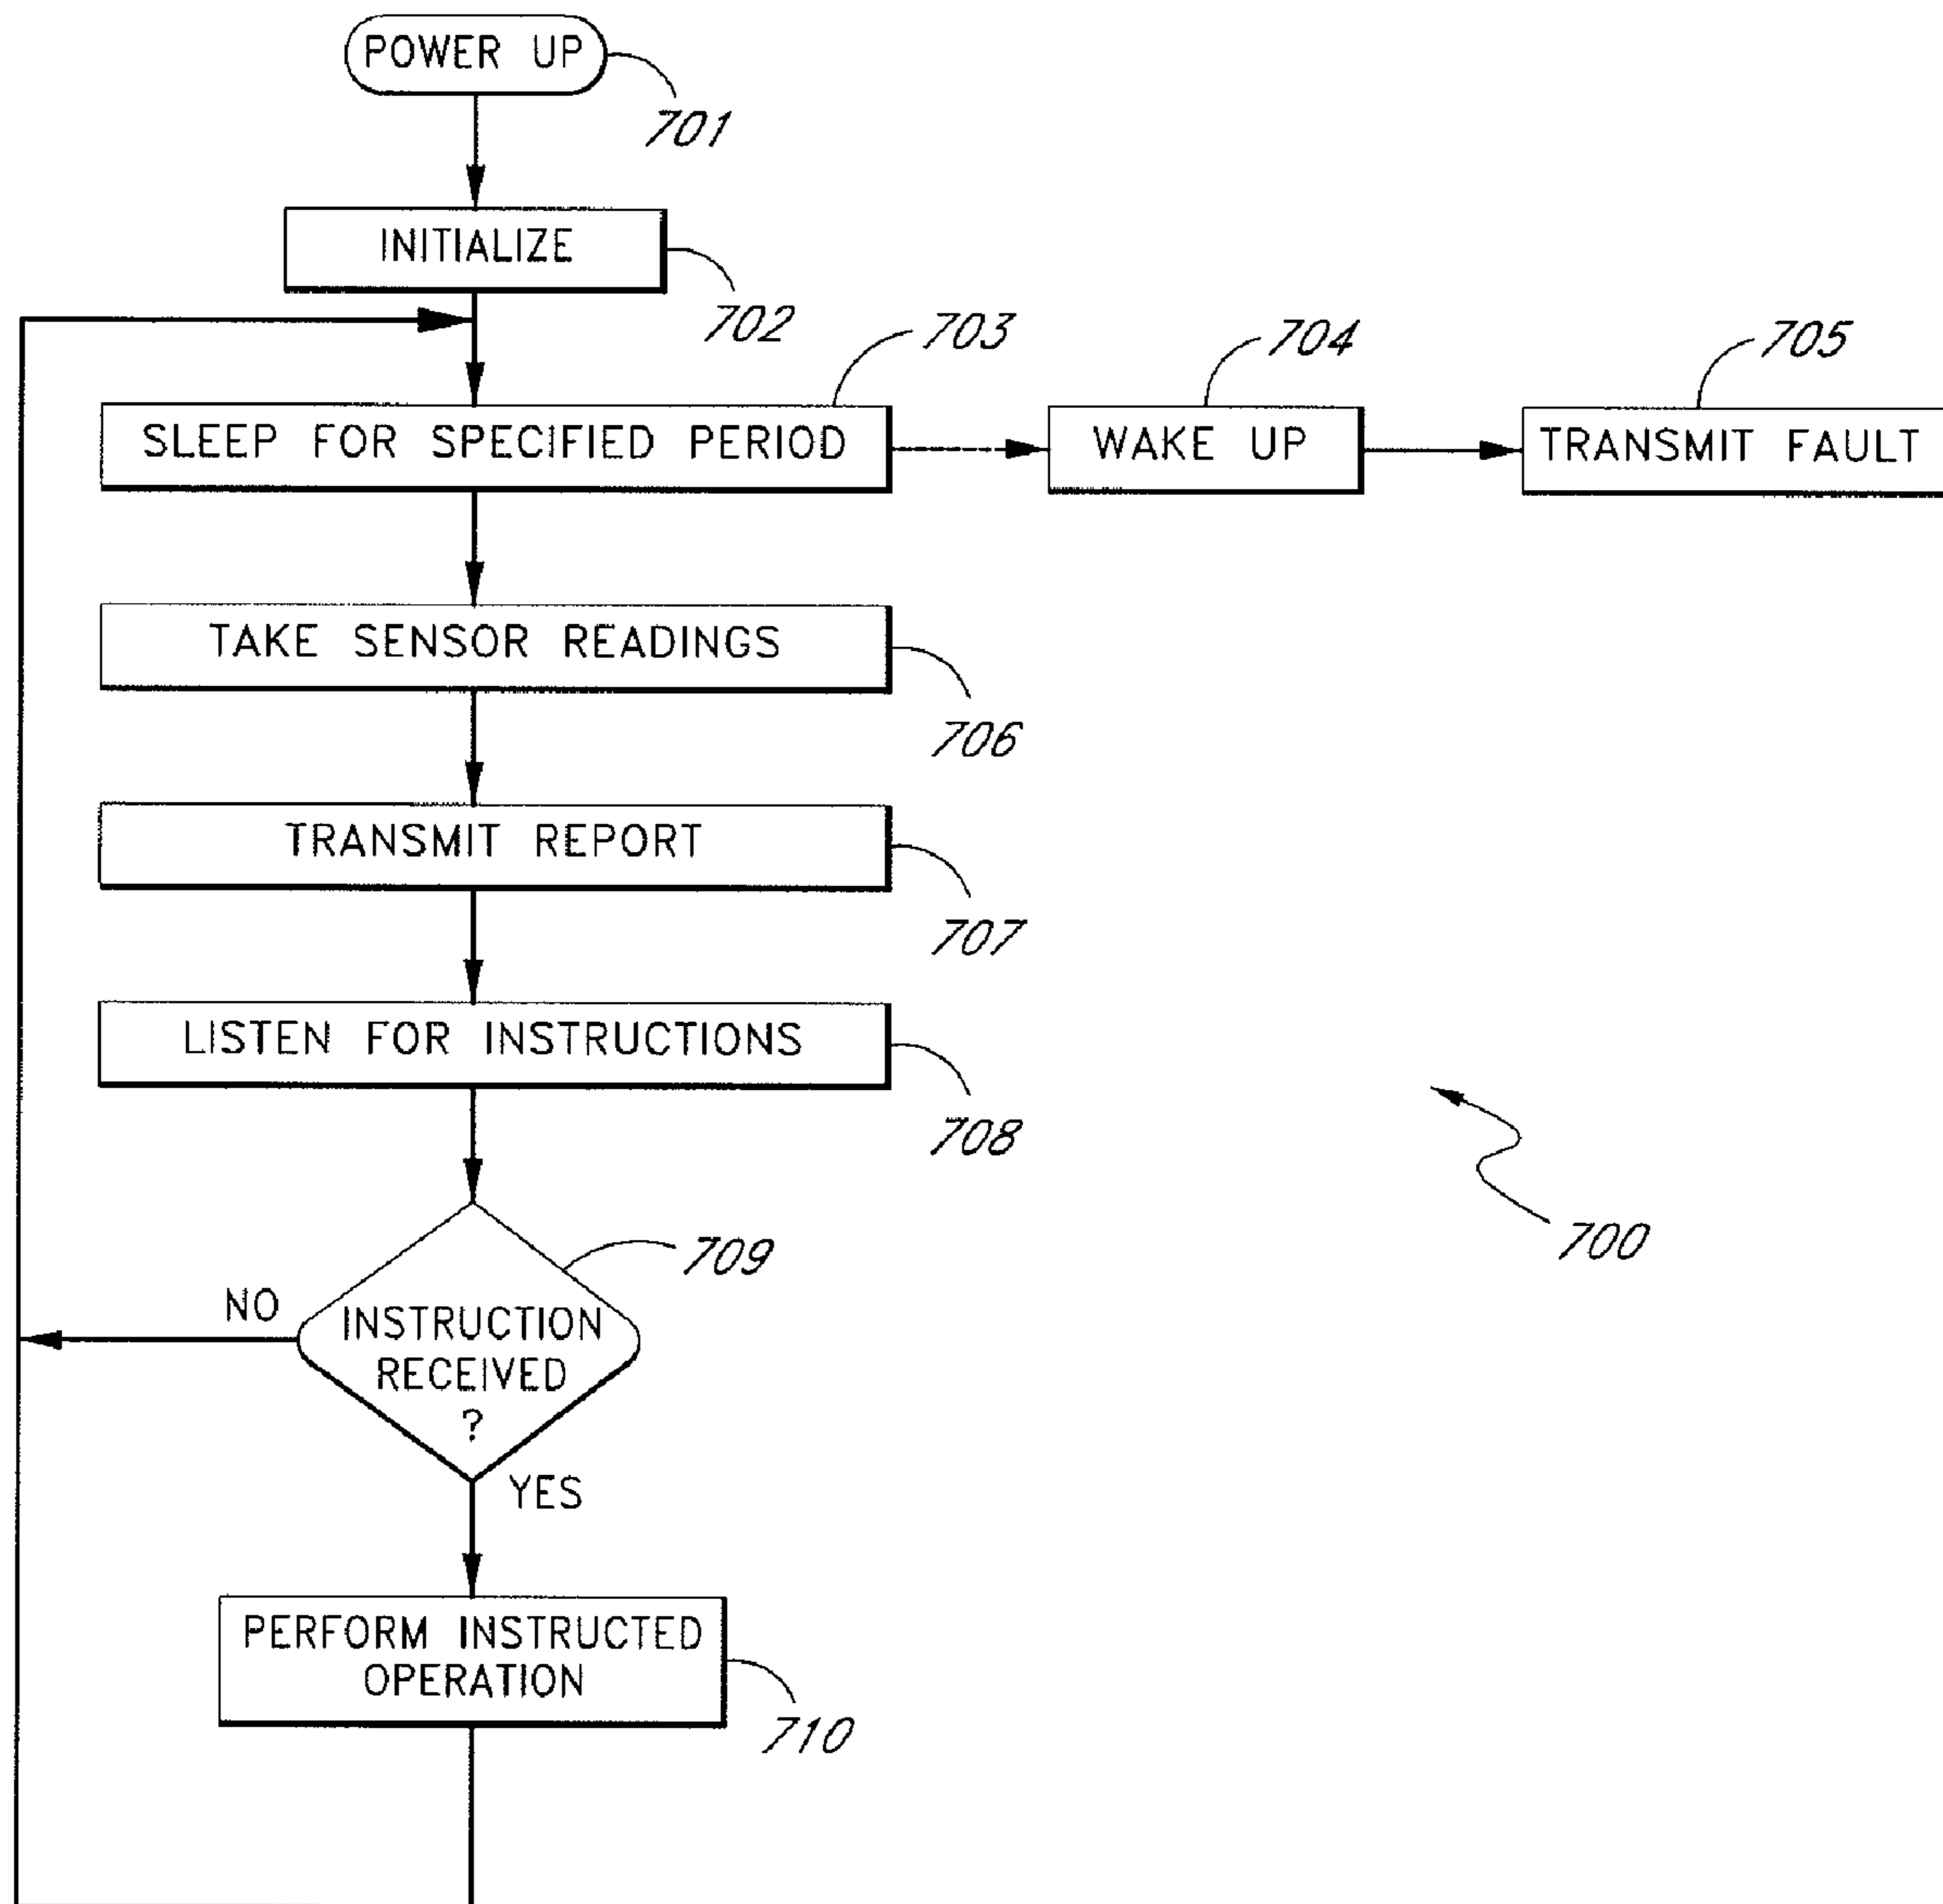 POWER UP
701
INITIALIZE
702
703
704
705
SLEEP FOR SPECIFIED PERIOD
WAKE UP
TRANSMIT FAULT
TAKE SENSOR READINGS
706
TRANSMIT REPORT
707
LISTEN FOR INSTRUCTIONS
708
709
700
NO
INSTRUCTION
RECEIVED
?
YES
PERFORM INSTRUCTED
OPERATION
710